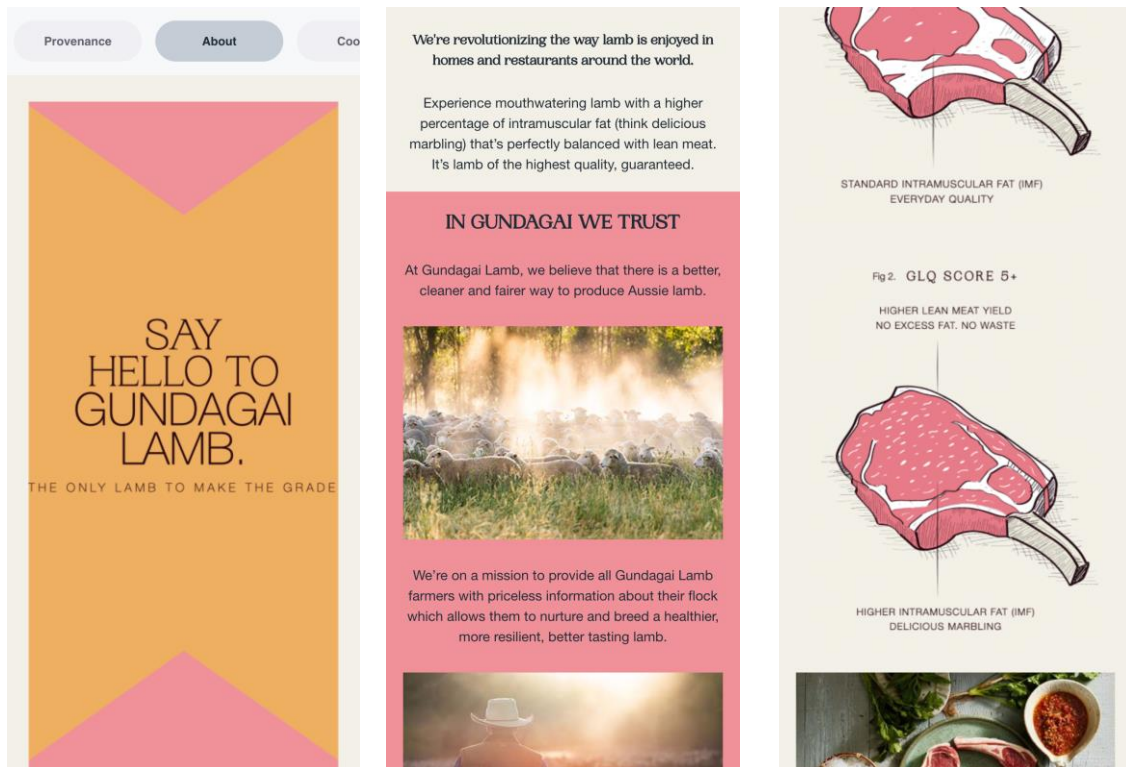 Provenance
About
Coo
SAY
HELLO TO
GUNDAGAI
LAMB.
THE ONLY LAMB TO MAKE THE GRADE
We're revolutionizing the way lamb is enjoyed in
homes and restaurants around the world.
Experience mouthwatering lamb with a higher
percentage of intramuscular fat (think delicious
marbling) that's perfectly balanced with lean meat.
It's lamb of the highest quality, guaranteed.
IN GUNDAGAI WE TRUST
At Gundagai Lamb, we believe that there is a better,
cleaner and fairer way to produce Aussie lamb.
We're on a mission to provide all Gundagai Lamb
farmers with priceless information about their flock
which allows them to nurture and breed a healthier,
more resilient, better tasting lamb.
STANDARD INTRAMUSCULAR FAT (IMF)
EVERYDAY QUALITY
Fig 2. GLQ SCORE 5+
HIGHER LEAN MEAT YIELD
NO EXCESS FAT. NO WASTE
HIGHER INTRAMUSCULAR FAT (IMF)
DELICIOUS MARBLING